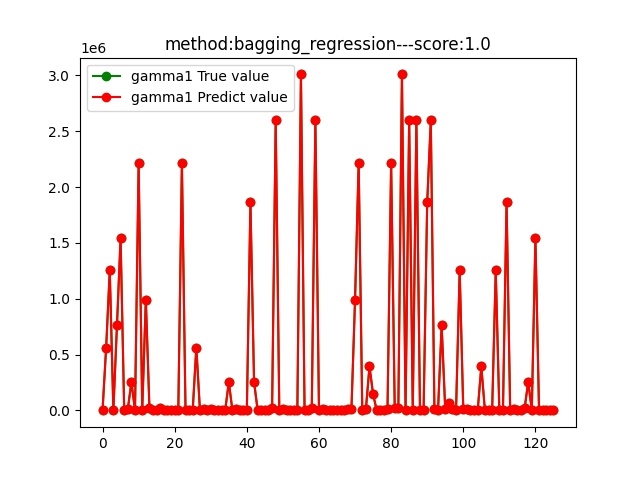 method:bagging_regression---score:1.0
1e6
gamma1 True value
gamma1 Predict value
3.0
2.5
2.0
1.5
1.0
0.5
0.0
0 20 40 60 80 100 120